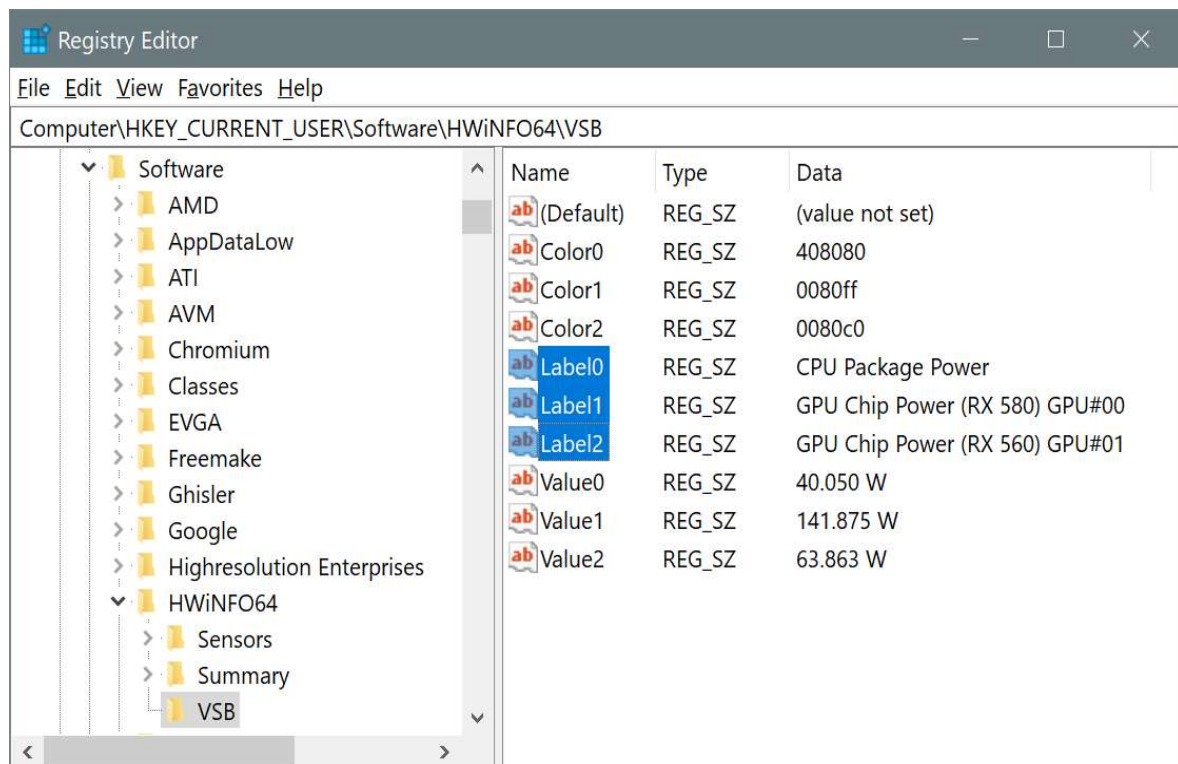 Registry Editor
File Edit View Favorites Help
Computer\HKEY_CURRENT_USER\Software\HWiNFO64\VSB
Software
AMD
AppDataLow
ATI
AVM
Chromium
Classes
EVGA
Freemake
Ghisler
Google
Highresolution Enterprises
HWiNFO64
Sensors
Summary
VSB
Name Type Data
(Default) REG_SZ (value not set)
Color0 REG_SZ 408080
Color1 REG_SZ 0080ff
Color2 REG_SZ 0080c0
Label0 REG_SZ CPU Package Power
Label1 REG_SZ GPU Chip Power (RX 580) GPU#00
Label2 REG_SZ GPU Chip Power (RX 560) GPU#01
Value0 REG_SZ 40.050 W
Value1 REG_SZ 141.875 W
Value2 REG_SZ 63.863 W